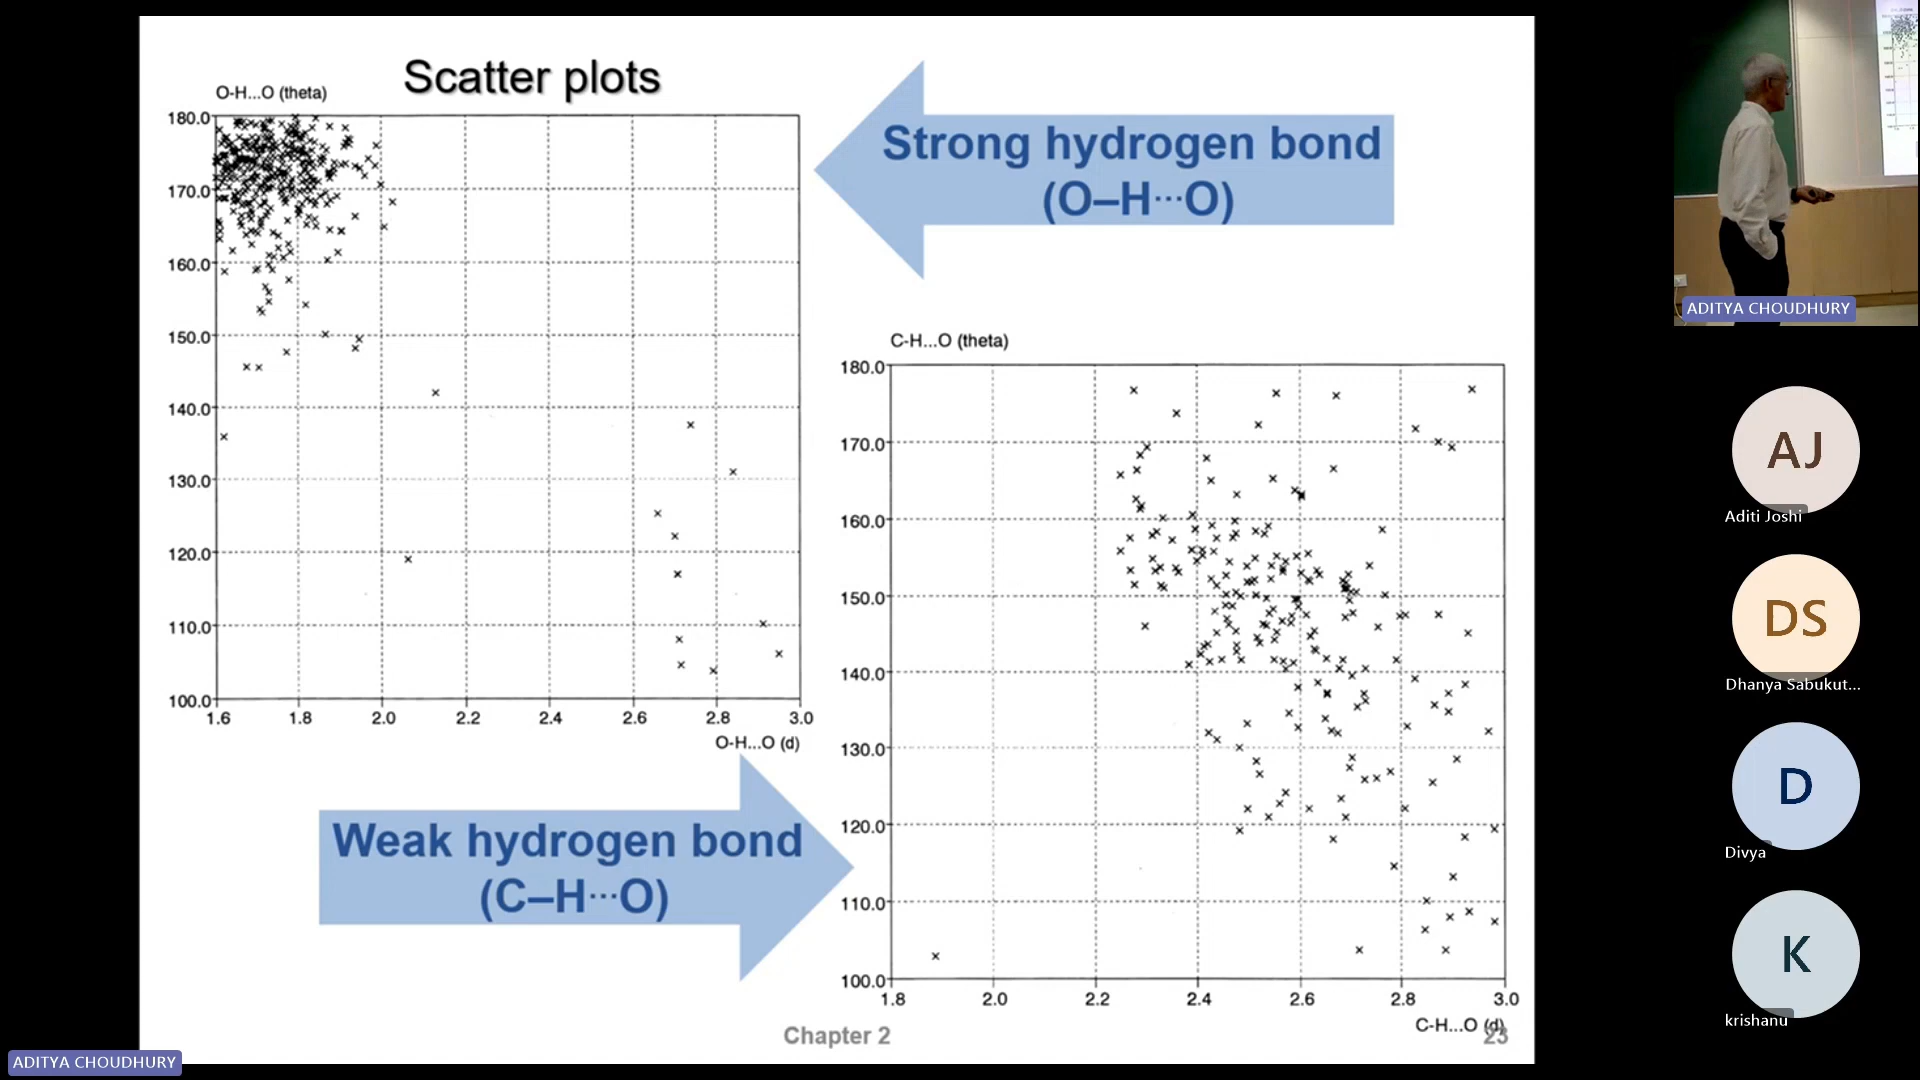 Scatter plots
O-H...O (theta)
180.0
170.0
160.0
150.0
140.0
130.0
120.0
110.0
100.0
1.6 1.8 2.0 2.2 2.4 2.6 2.8 3.0
O-H...O (d)
Strong hydrogen bond
(O–H···O)
C-H...O (theta)
180.0
170.0
160.0
150.0
140.0
130.0
120.0
110.0
100.0
1.8 2.0 2.2 2.4 2.6 2.8 3.0
C-H...O (d)
Weak hydrogen bond
(C–H···O)
Chapter 2
23
ADITYA CHOUDHURY
ADITYA CHOUDHURY
AJ
Aditi Joshi
DS
Dhanya Sabukut...
D
Divya
K
krishanu